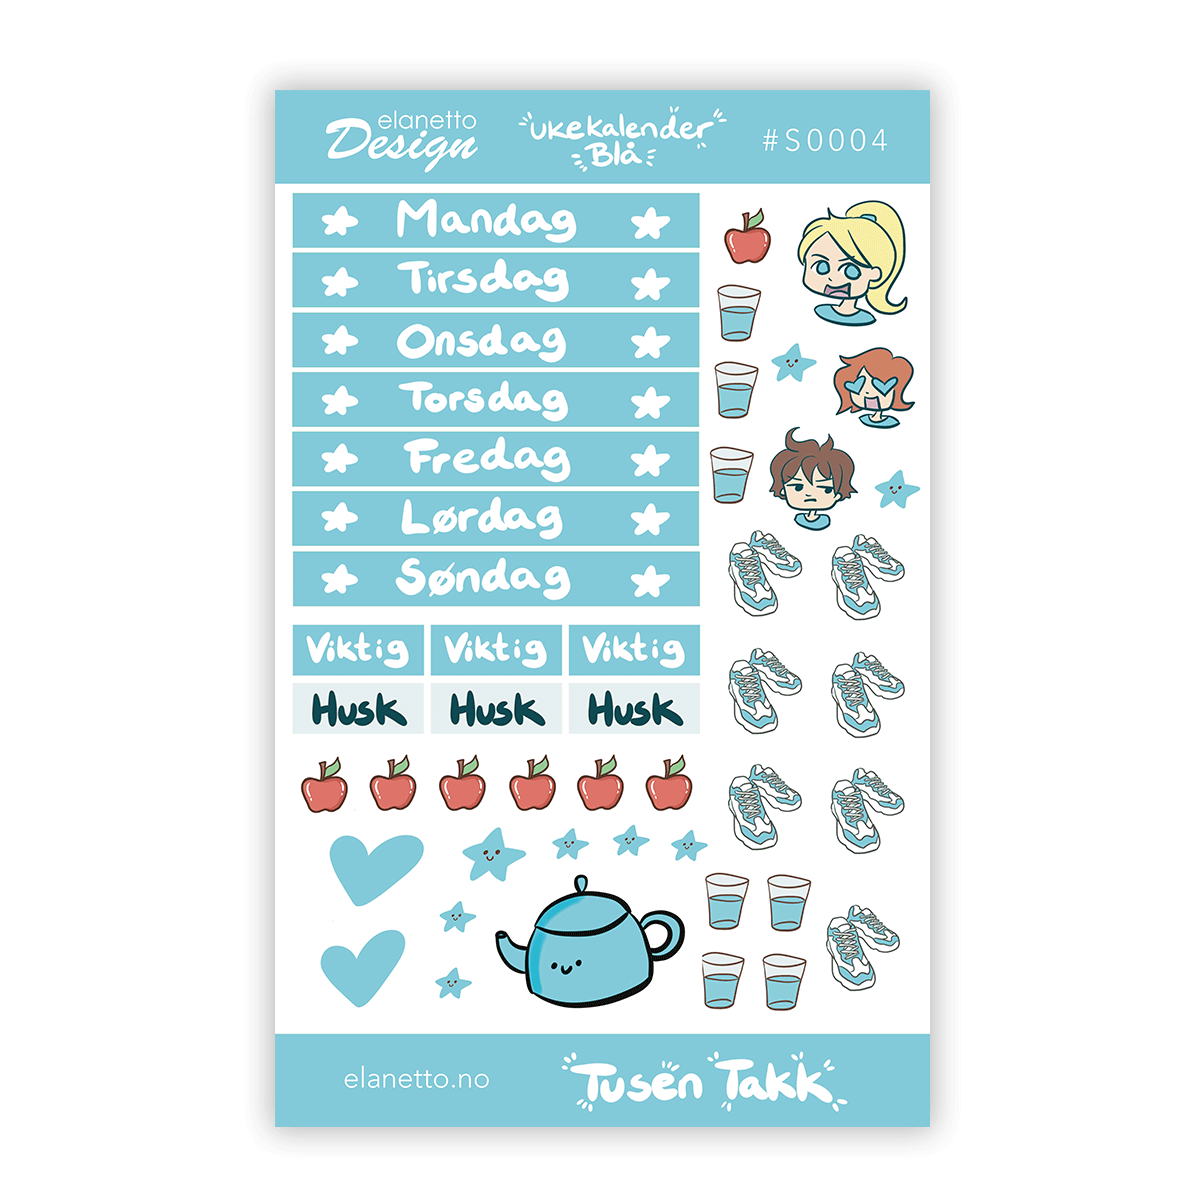 elanetto
Design
ukekalender
Blå
#S0004
Mandag
Tirsdag
Onsdag
Torsdag
Fredag
Lørdag
Søndag
Viktig Viktig Viktig
Husk Husk Husk
elanetto.no
Tusen Takk